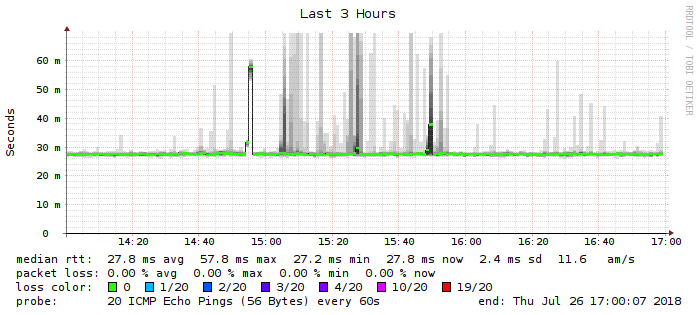 Last 3 Hours
RRDTOOL / TOBI OETIKER
Seconds
60 m
50 m
40 m
30 m
20 m
10 m
0
14:20 14:40 15:00 15:20 15:40 16:00 16:20 16:40 17:00
median rtt: 27.8 ms avg 57.8 ms max 27.2 ms min 27.8 ms now 2.4 ms sd 11.6 am/s
packet loss: 0.00 % avg 0.00 % max 0.00 % min 0.00 % now
loss color: 0 1/20 2/20 3/20 4/20 10/20 19/20
probe: 20 ICMP Echo Pings (56 Bytes) every 60s end: Thu Jul 26 17:00:07 2018